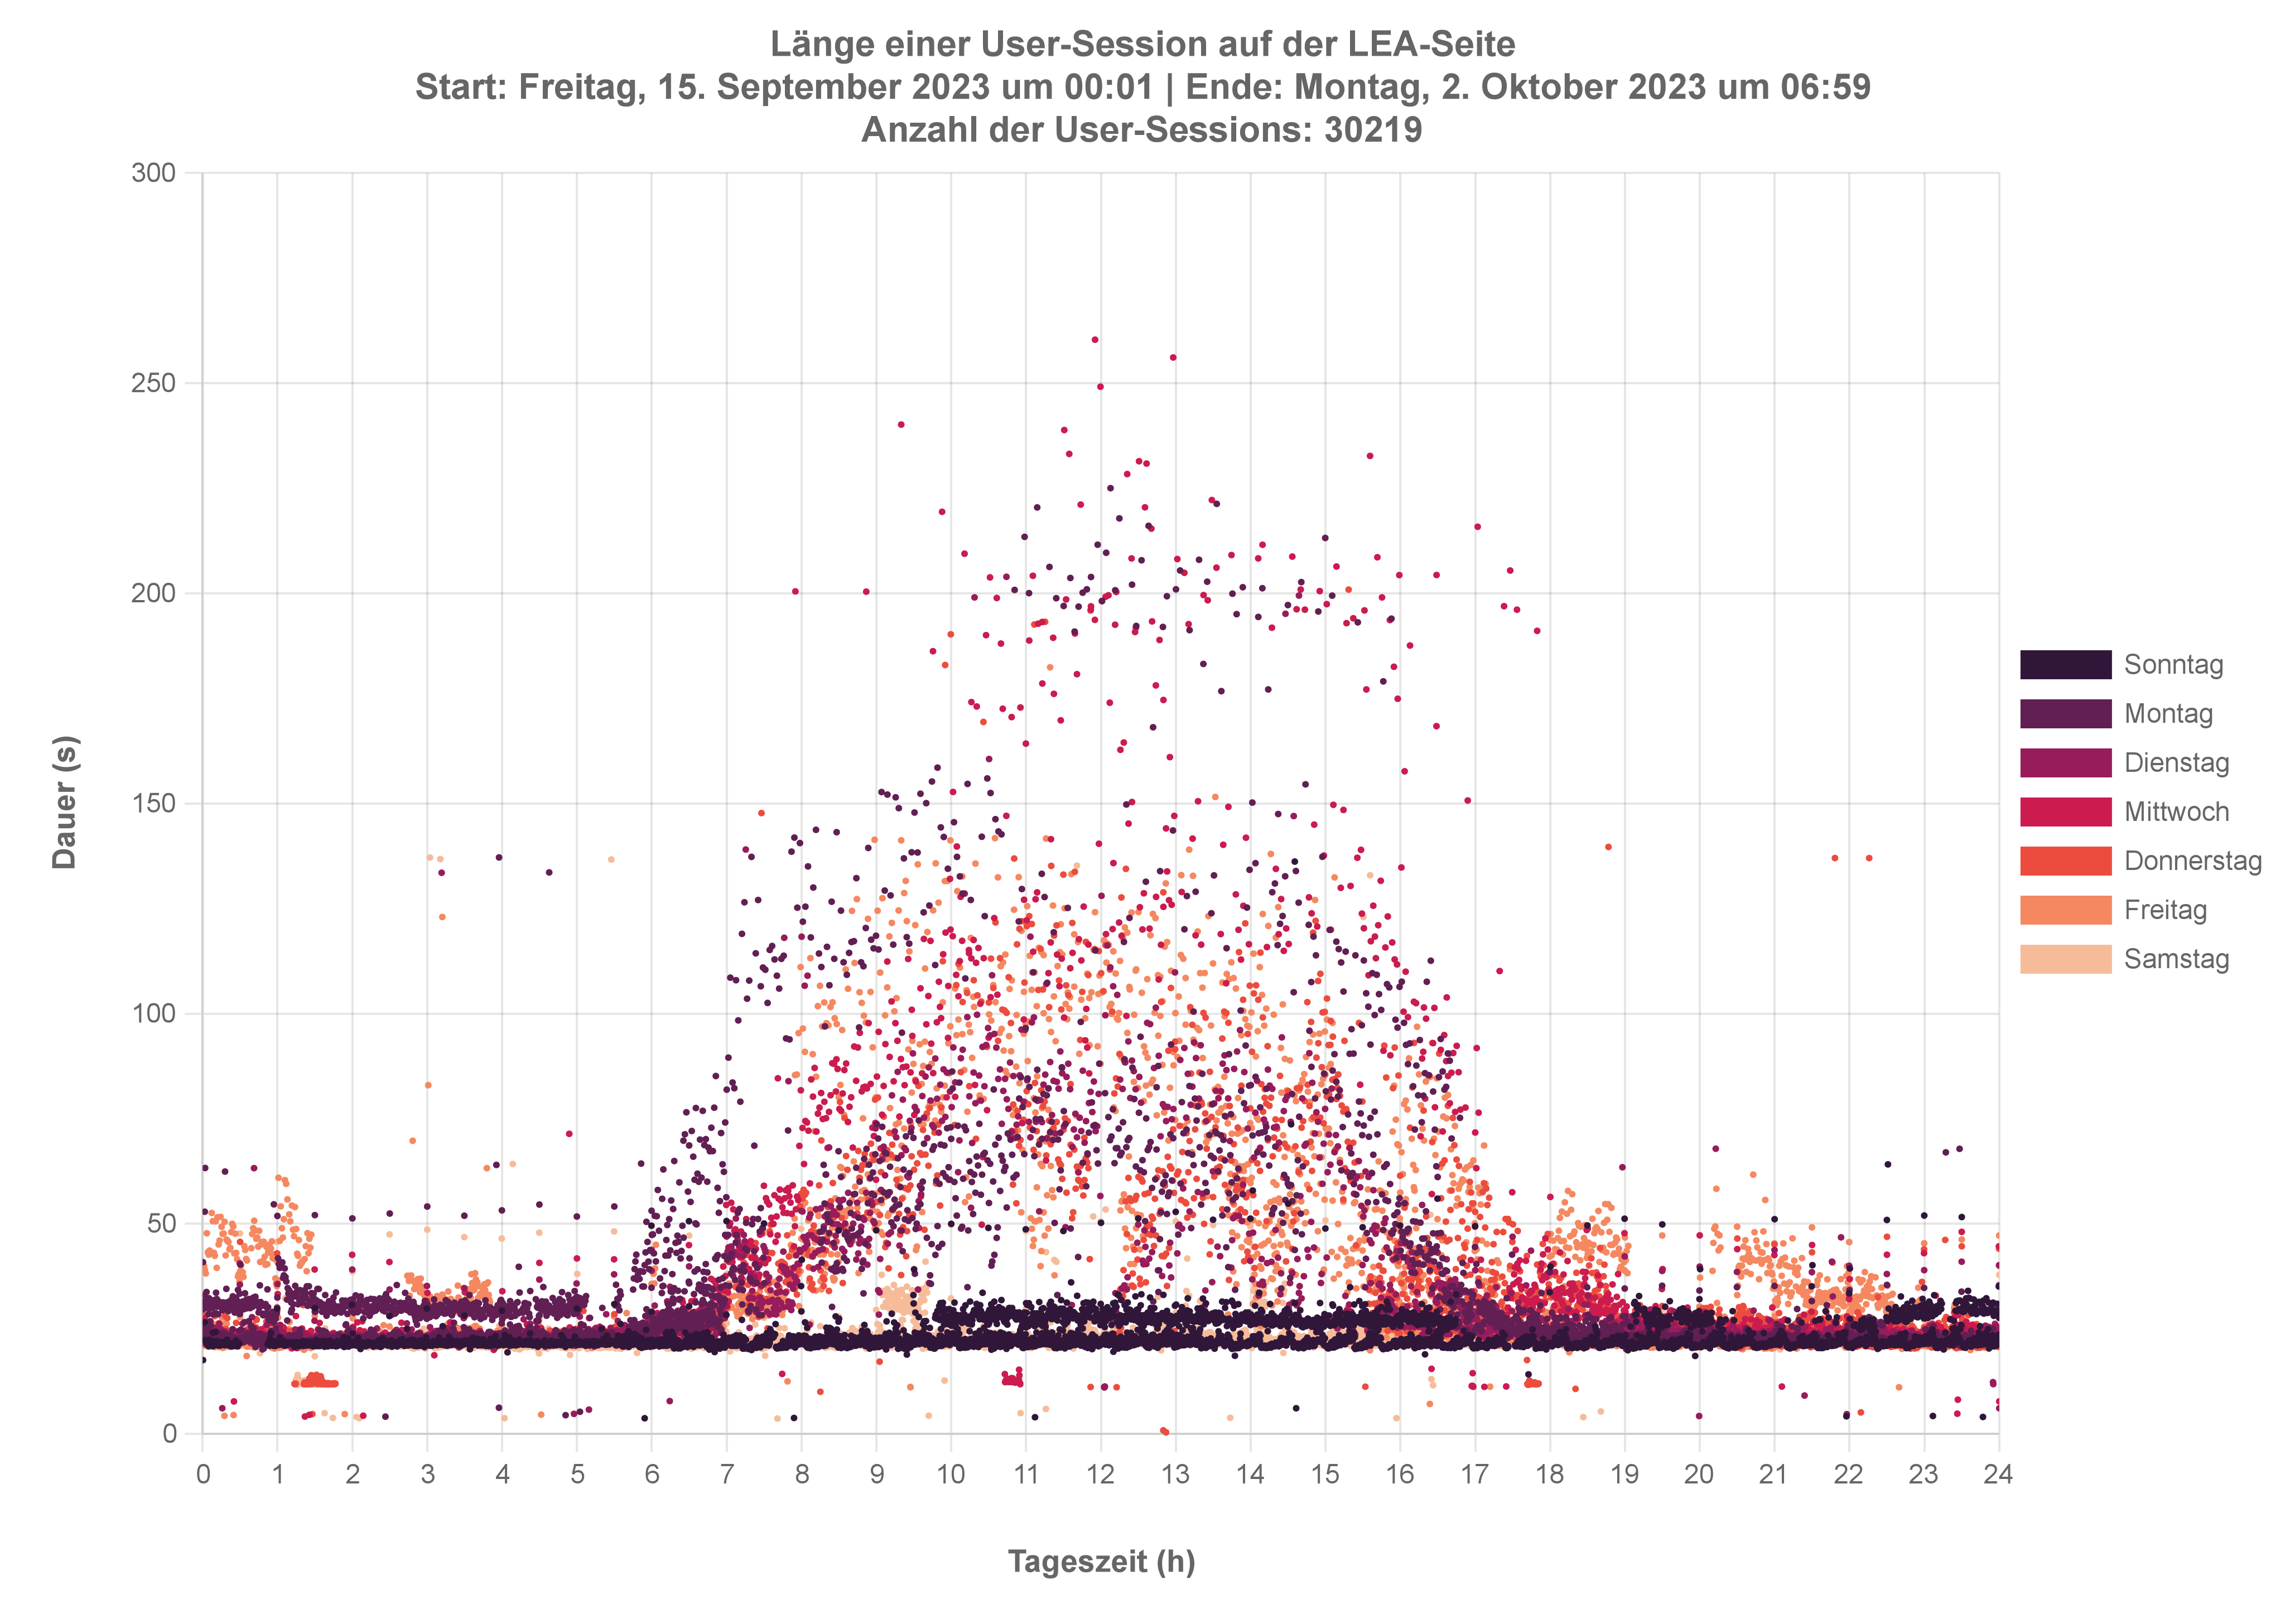 Länge einer User-Session auf der LEA-Seite
Start: Freitag, 15. September 2023 um 00:01 | Ende: Montag, 2. Oktober 2023 um 06:59
Anzahl der User-Sessions: 30219
300
250
200
150
100
50
0
Dauer (s)
0 1 2 3 4 5 6 7 8 9 10 11 12 13 14 15 16 17 18 19 20 21 22 23 24
Tageszeit (h)
Sonntag
Montag
Dienstag
Mittwoch
Donnerstag
Freitag
Samstag